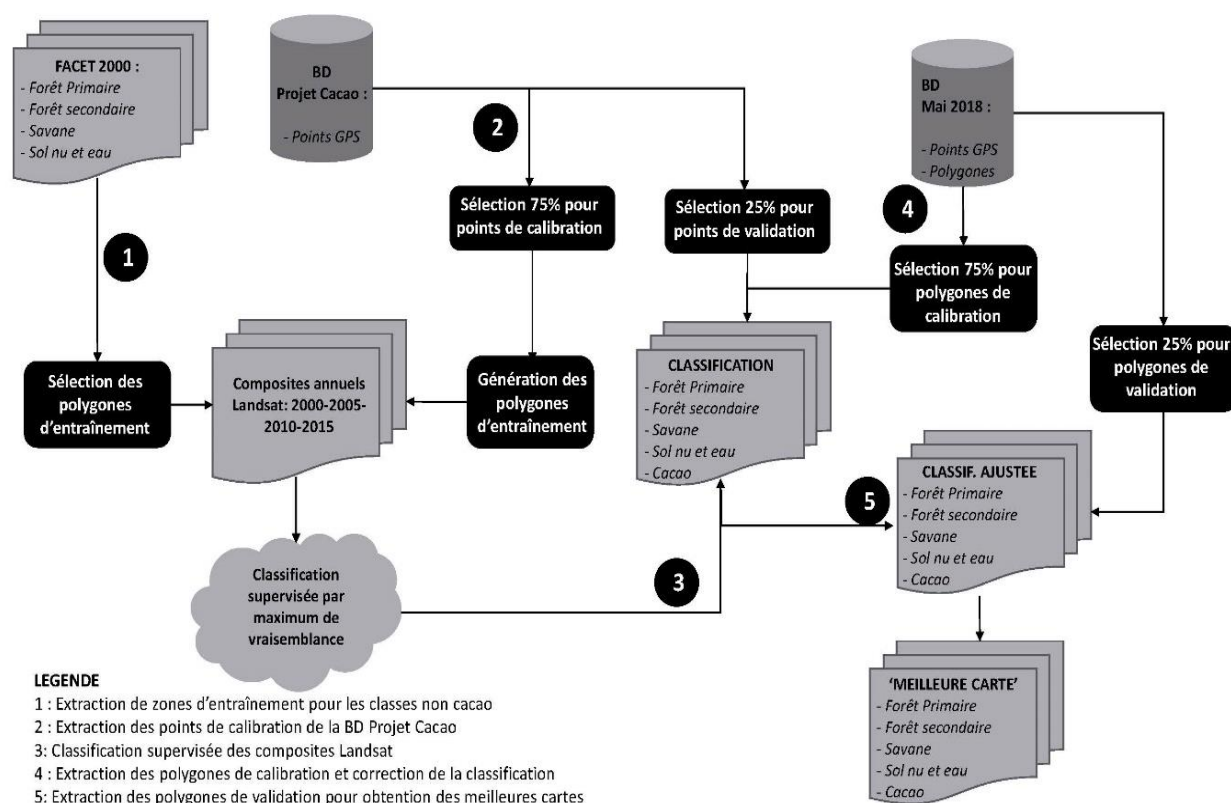 FACET 2000 :
- Forêt Primaire
- Forêt secondaire
- Savane
- Sol nu et eau
BD
Projet Cacao :
- Points GPS
BD
Mai 2018 :
- Points GPS
- Polygones
2
4
1
Sélection 75% pour
points de calibration
Sélection 25% pour
points de validation
Sélection 75% pour
polygones de
calibration
Sélection 25% pour
polygones de
validation
Sélection des
polygones
d'entraînement
Composites annuels
Landsat: 2000-2005-
2010-2015
Génération des
polygones
d'entraînement
CLASSIFICATION
- Forêt Primaire
- Forêt secondaire
- Savane
- Sol nu et eau
- Cacao
5
CLASSIF. AJUSTEE
- Forêt Primaire
- Forêt secondaire
- Savane
- Sol nu et eau
- Cacao
Classification
supervisée par
maximum de
vraisemblance
3
'MEILLEURE CARTE'
- Forêt Primaire
- Forêt secondaire
- Savane
- Sol nu et eau
- Cacao
LEGENDE
1 : Extraction de zones d'entraînement pour les classes non cacao
2 : Extraction des points de calibration de la BD Projet Cacao
3: Classification supervisée des composites Landsat
4 : Extraction des polygones de calibration et correction de la classification
5: Extraction des polygones de validation pour obtention des meilleures cartes